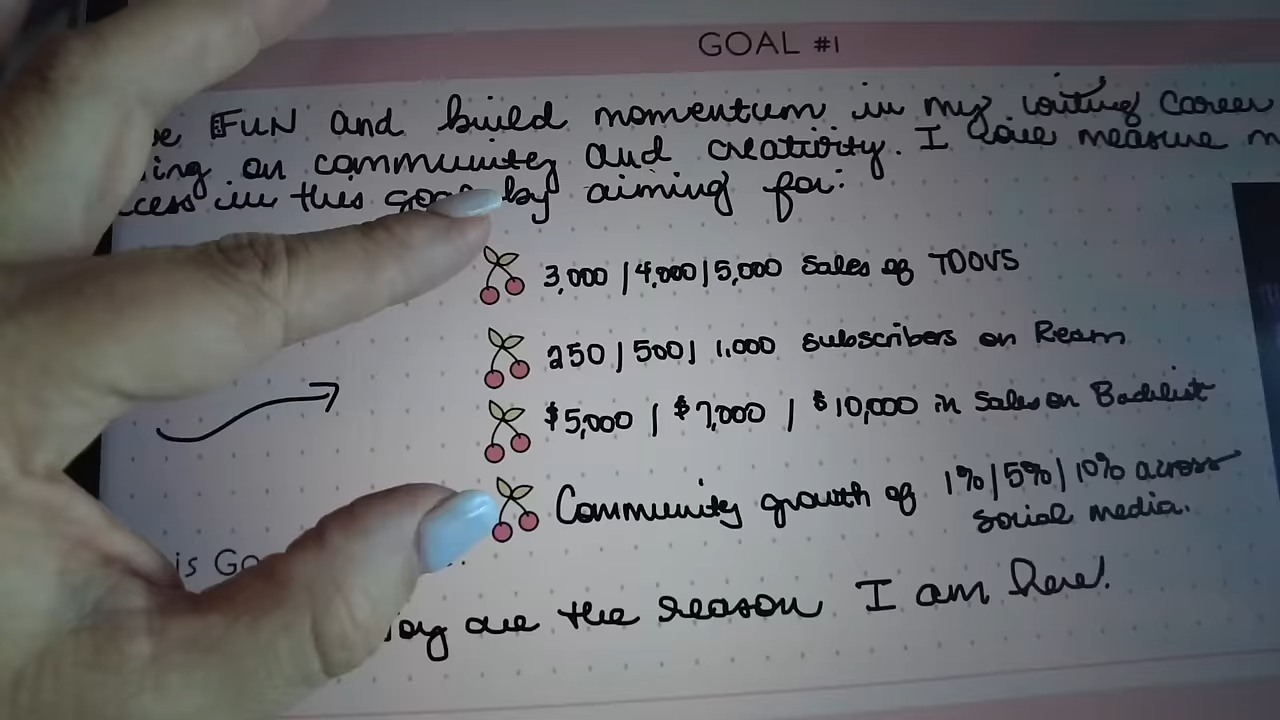 GOAL #1
FUN and build momentum in my writing career
on community and creativity. I measure
in this goal by aiming for:
3,000 | 4,000 | 5,000 Sales of TOOVS
250 | 500 | 1,000 subscribers on Ream
$5,000 | $7,000 | $10,000 in Sales on Backlist
Community growth of 1% | 5% | 10% across
social media.
is
are the reason I am here!